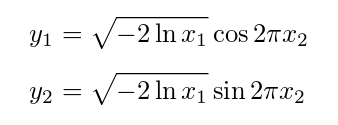 y₁ = √(−2 ln x₁) cos 2πx₂
y₂ = √(−2 ln x₁) sin 2πx₂